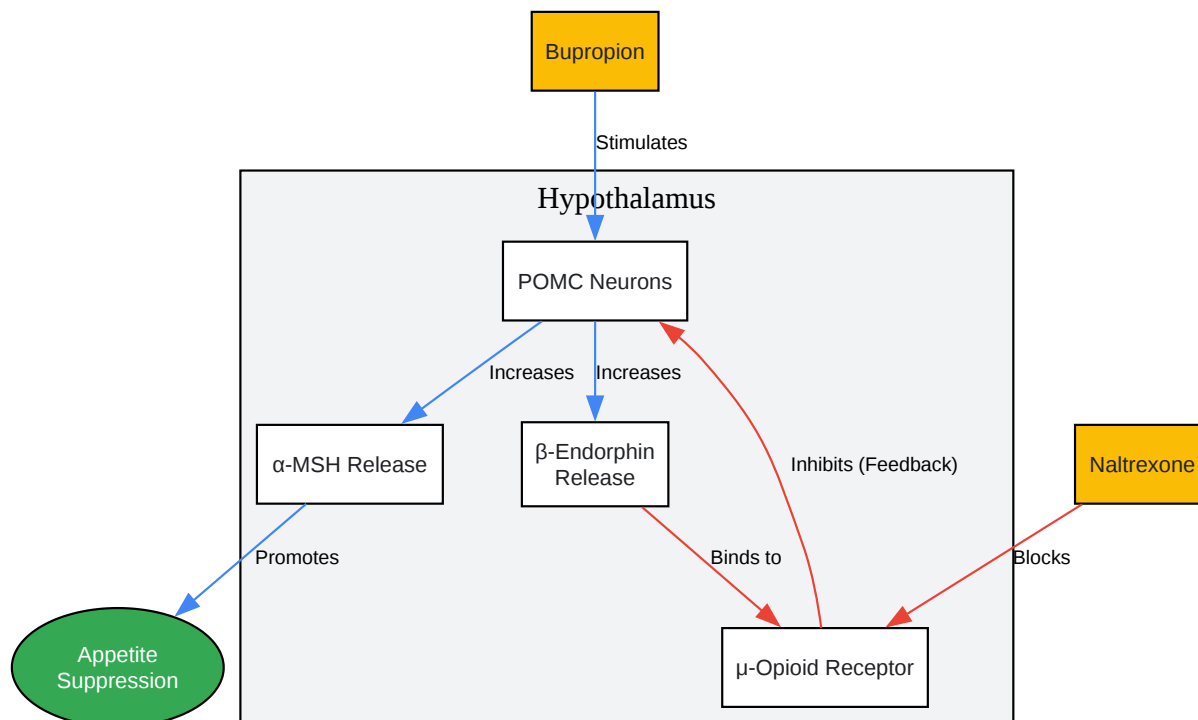 Bupropion
Stimulates
Hypothalamus
POMC Neurons
Increases
Increases
α-MSH Release
β-Endorphin
Release
Inhibits (Feedback)
Naltrexone
Promotes
Binds to
Blocks
Appetite
Suppression
μ-Opioid Receptor